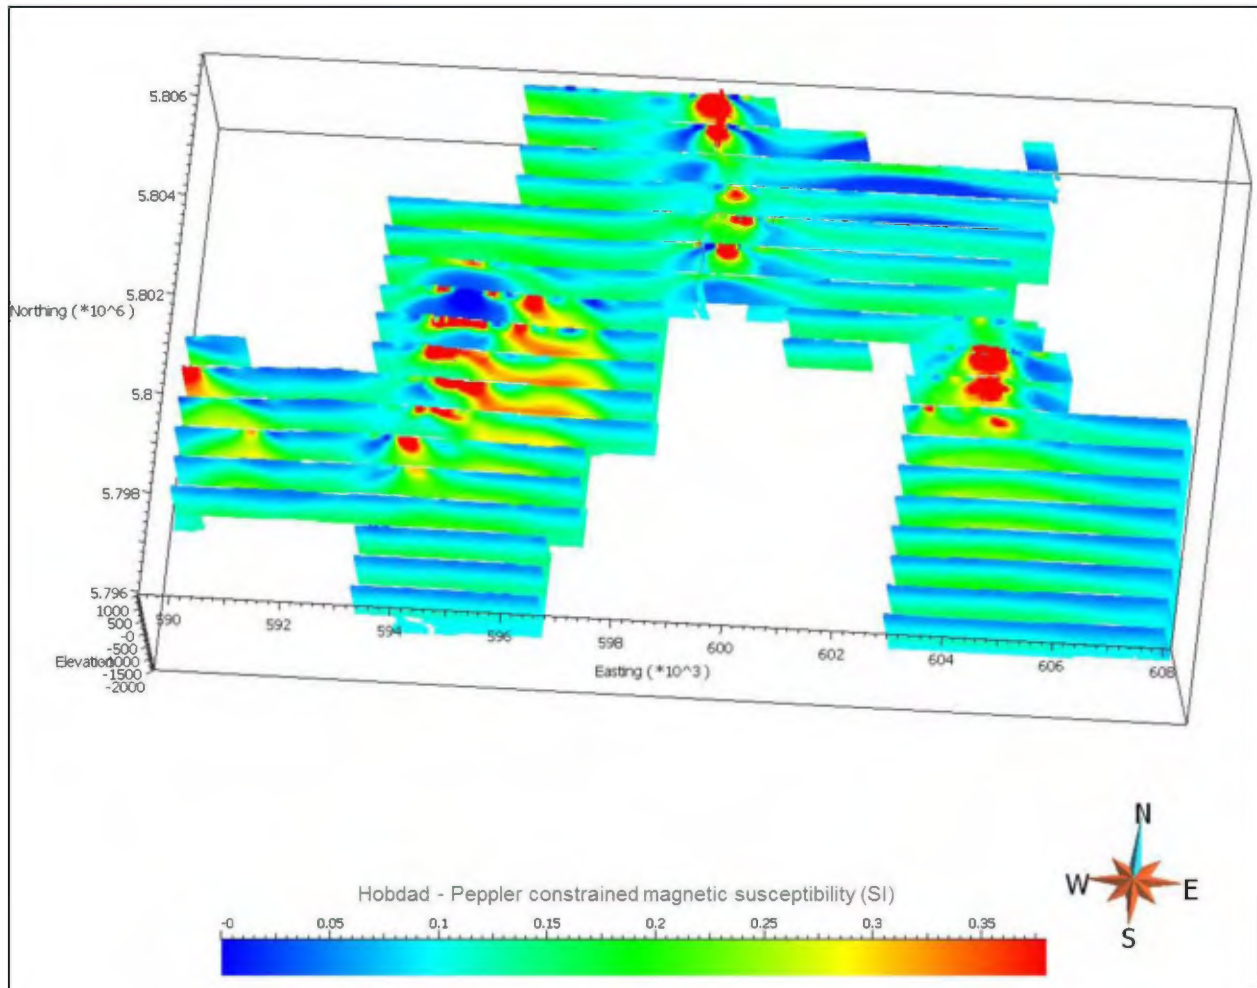 5.806
5.804
5.802
Northing (*10^6)
5.8
5.798
5.796
1000
500
-0
-500
-1000
-1500
-2000
Elevation
590
592
594
596
598
600
602
604
606
608
Easting (*10^3)
N
W
E
S
Hobdad - Peppler constrained magnetic susceptibility (SI)
-0 0.05 0.1 0.15 0.2 0.25 0.3 0.35